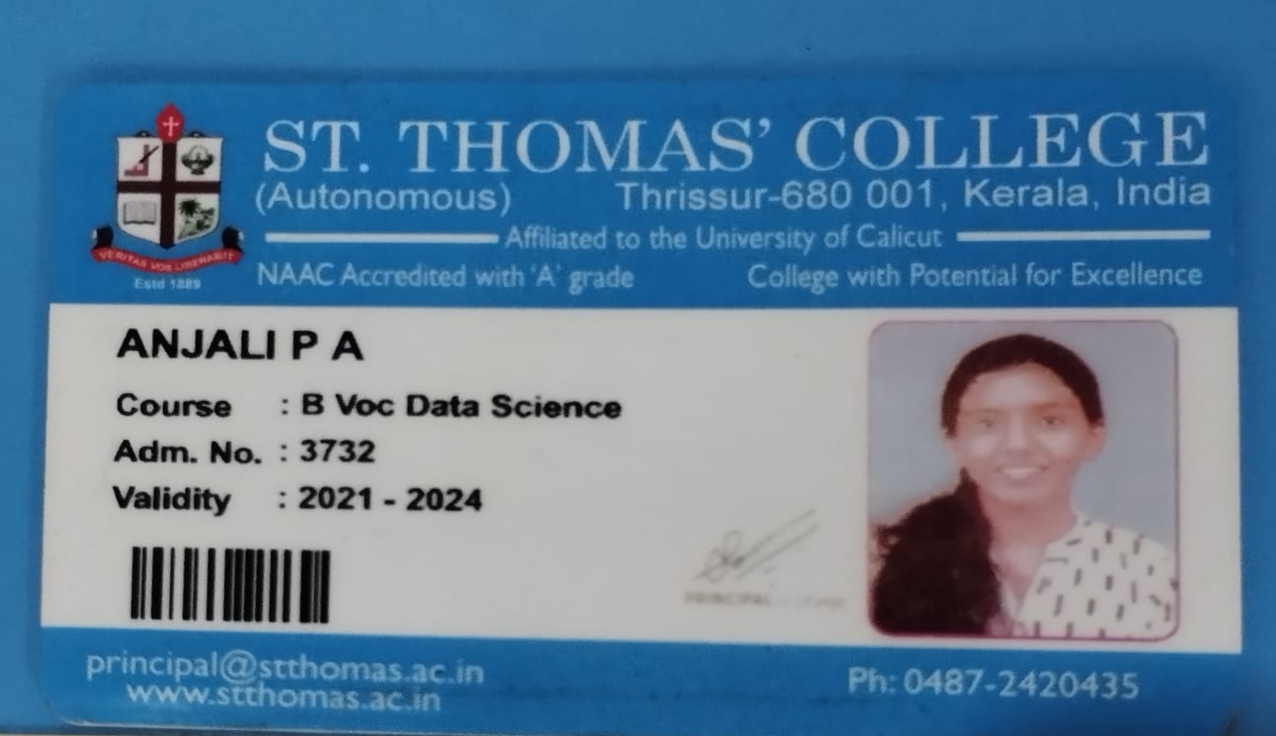 ST. THOMAS' COLLEGE
(Autonomous) Thrissur-680 001, Kerala, India
Affiliated to the University of Calicut
NAAC Accredited with 'A' grade College with Potential for Excellence
VERITAS VOS LIBERABIT
Estd 1889
ANJALI P A
Course : B Voc Data Science
Adm. No. : 3732
Validity : 2021 - 2024
PRINCIPAL
principal@stthomas.ac.in
www.stthomas.ac.in
Ph: 0487-2420435